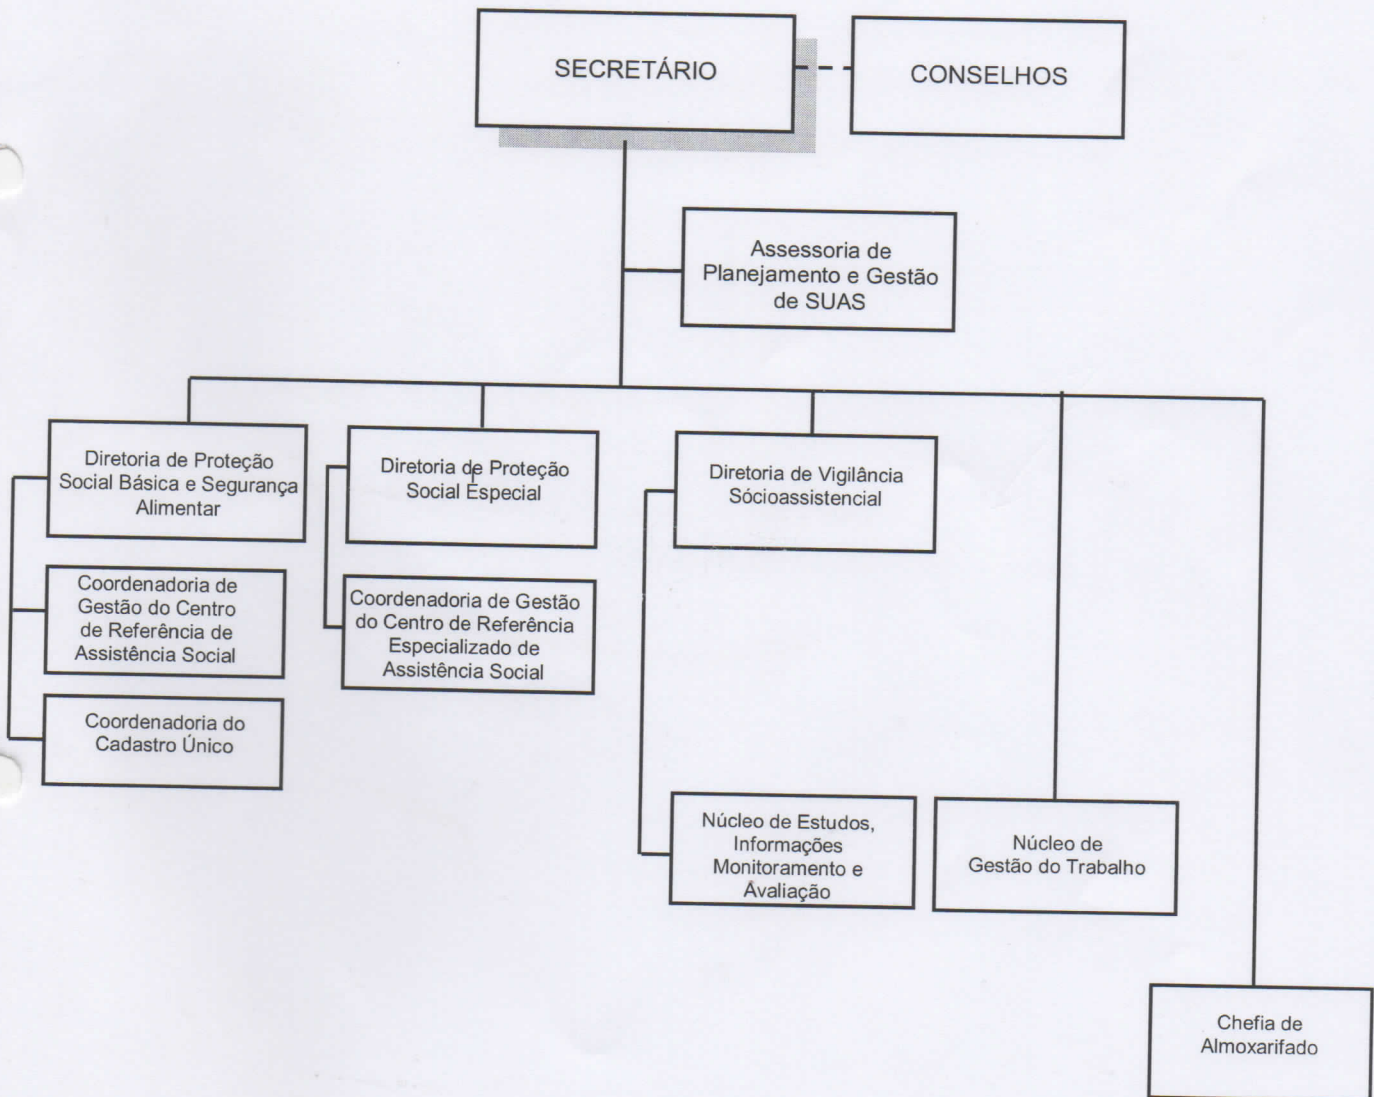 SECRETÁRIO
CONSELHOS
Assessoria de
Planejamento e Gestão
de SUAS
Diretoria de Proteção
Social Básica e Segurança
Alimentar
Diretoria de Proteção
Social Especial
Diretoria de Vigilância
Sócioassistencial
Coordenadoria de
Gestão do Centro
de Referência de
Assistência Social
Coordenadoria de Gestão
do Centro de Referência
Especializado de
Assistência Social
Coordenadoria do
Cadastro Único
Núcleo de Estudos,
Informações
Monitoramento e
Avaliação
Núcleo de
Gestão do Trabalho
Chefia de
Almoxarifado